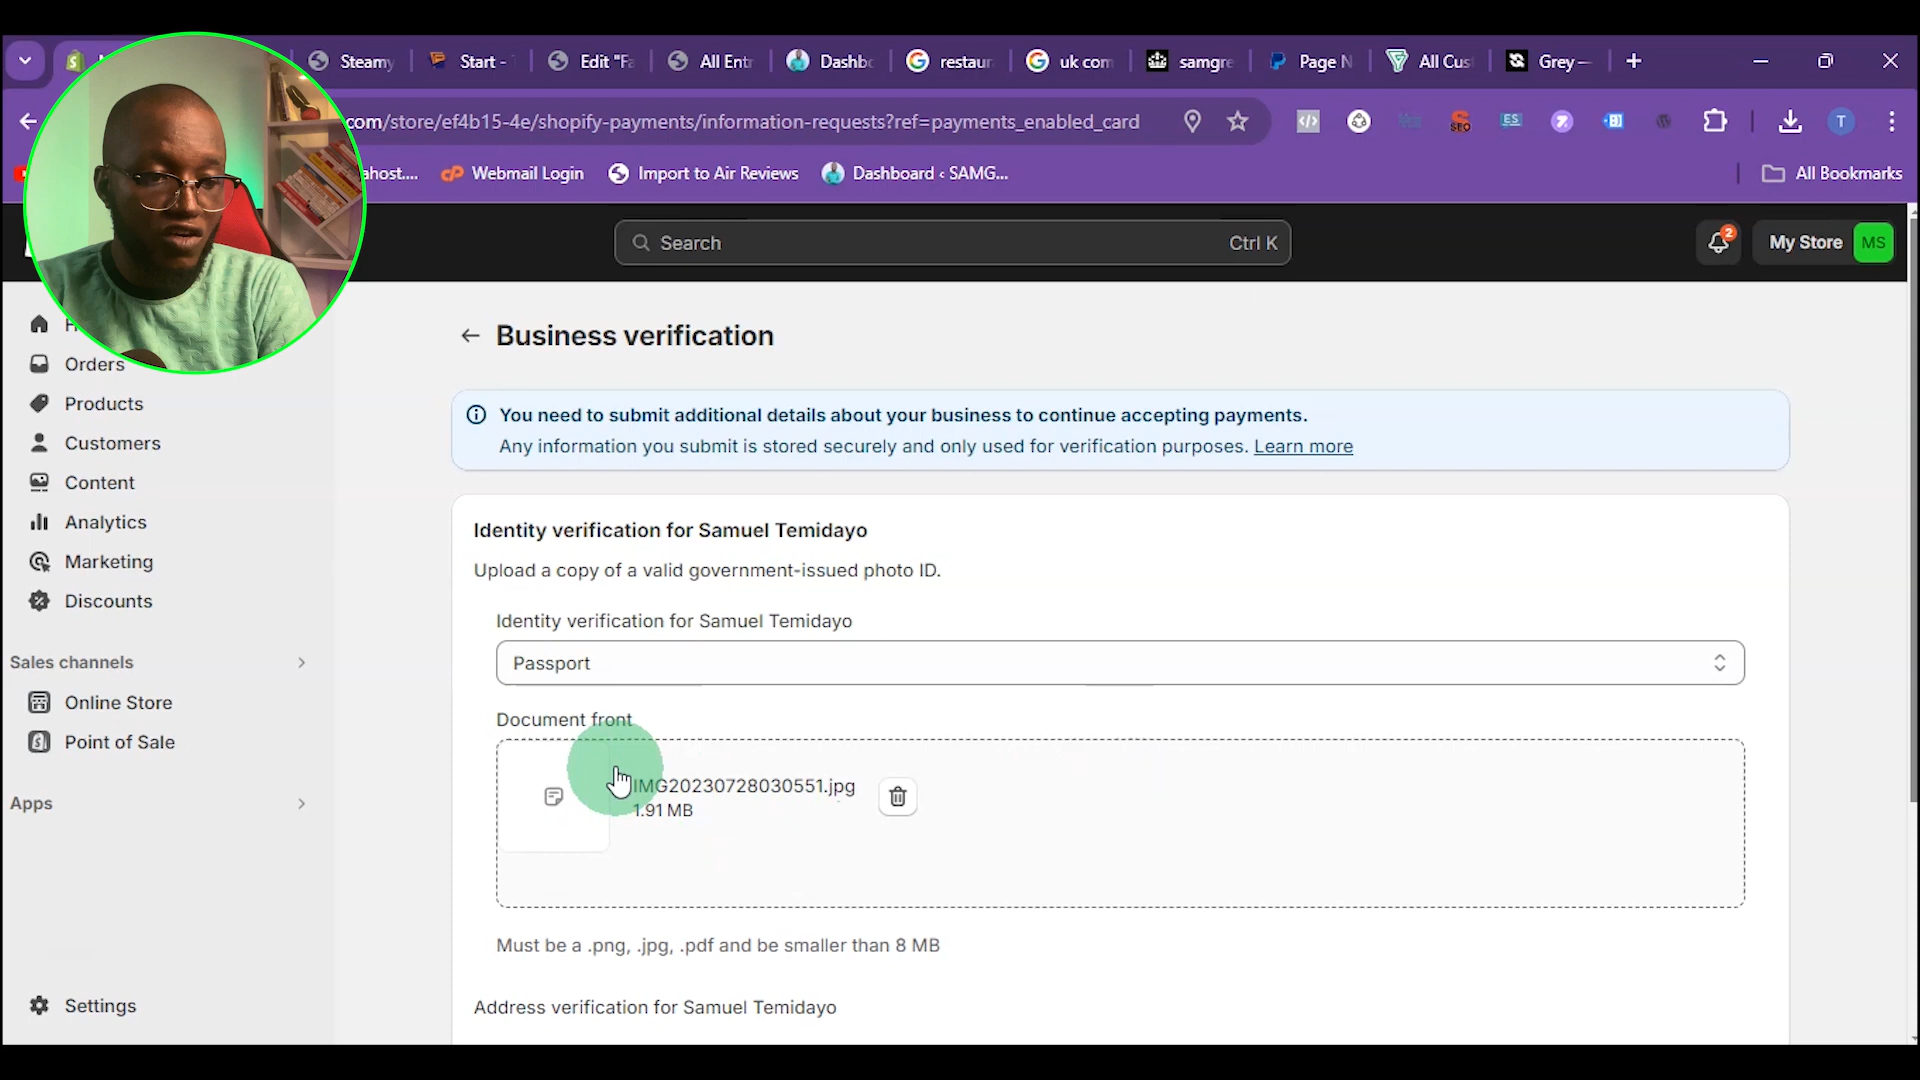 Steamy
Start -
Edit "Fa
All Entr
Dashbo
restaur
uk com
samgre
Page N
All Cus
Grey —
com/store/ef4b15-4e/shopify-payments/information-requests?ref=payments_enabled_card
SEO
ES
T
ahost....
Webmail Login
Import to Air Reviews
Dashboard ‹ SAMG...
All Bookmarks
Search
Ctrl K
2
My Store
MS
Orders
Products
Customers
Content
Analytics
Marketing
Discounts
Sales channels
Online Store
Point of Sale
Apps
Settings
Business verification
You need to submit additional details about your business to continue accepting payments.
Any information you submit is stored securely and only used for verification purposes. Learn more
Identity verification for Samuel Temidayo
Upload a copy of a valid government-issued photo ID.
Identity verification for Samuel Temidayo
Passport
Document front
IMG20230728030551.jpg
1.91 MB
Must be a .png, .jpg, .pdf and be smaller than 8 MB
Address verification for Samuel Temidayo